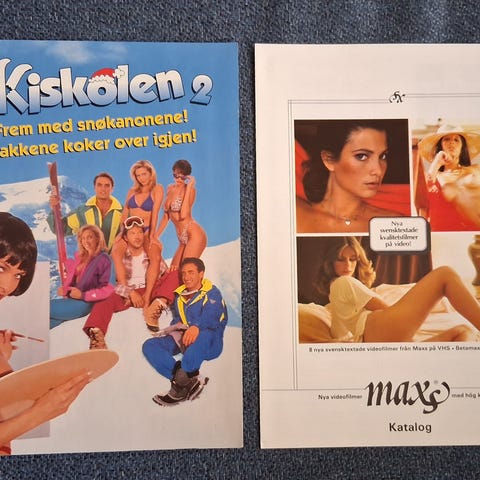 Kiskolen 2
Frem med snøkanonene!
akkene koker over igjen!
Nya
svensktextade
kvalitetsfilmer
på video!
8 nya svensktextade videofilmer från Maxs på VHS • Betamax
Nya videofilmer maxs® med hög k
Katalog